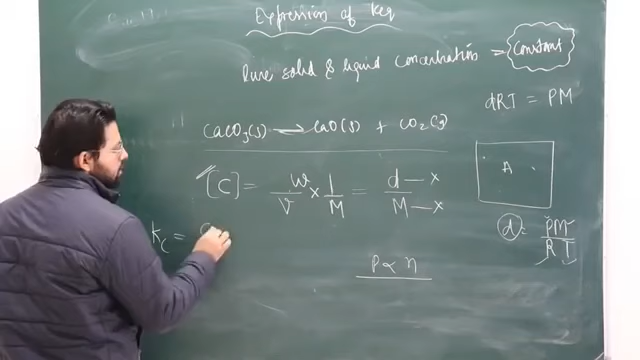 Expression of Keq
Pure solid & liquid concentration = Constant
dRT = PM
CaCO3(s) → CaO(s) + CO2(g)
[C] = w/V × 1/M = d/M — x — x
A
d = PM/RT
Kc =
P ∝ n